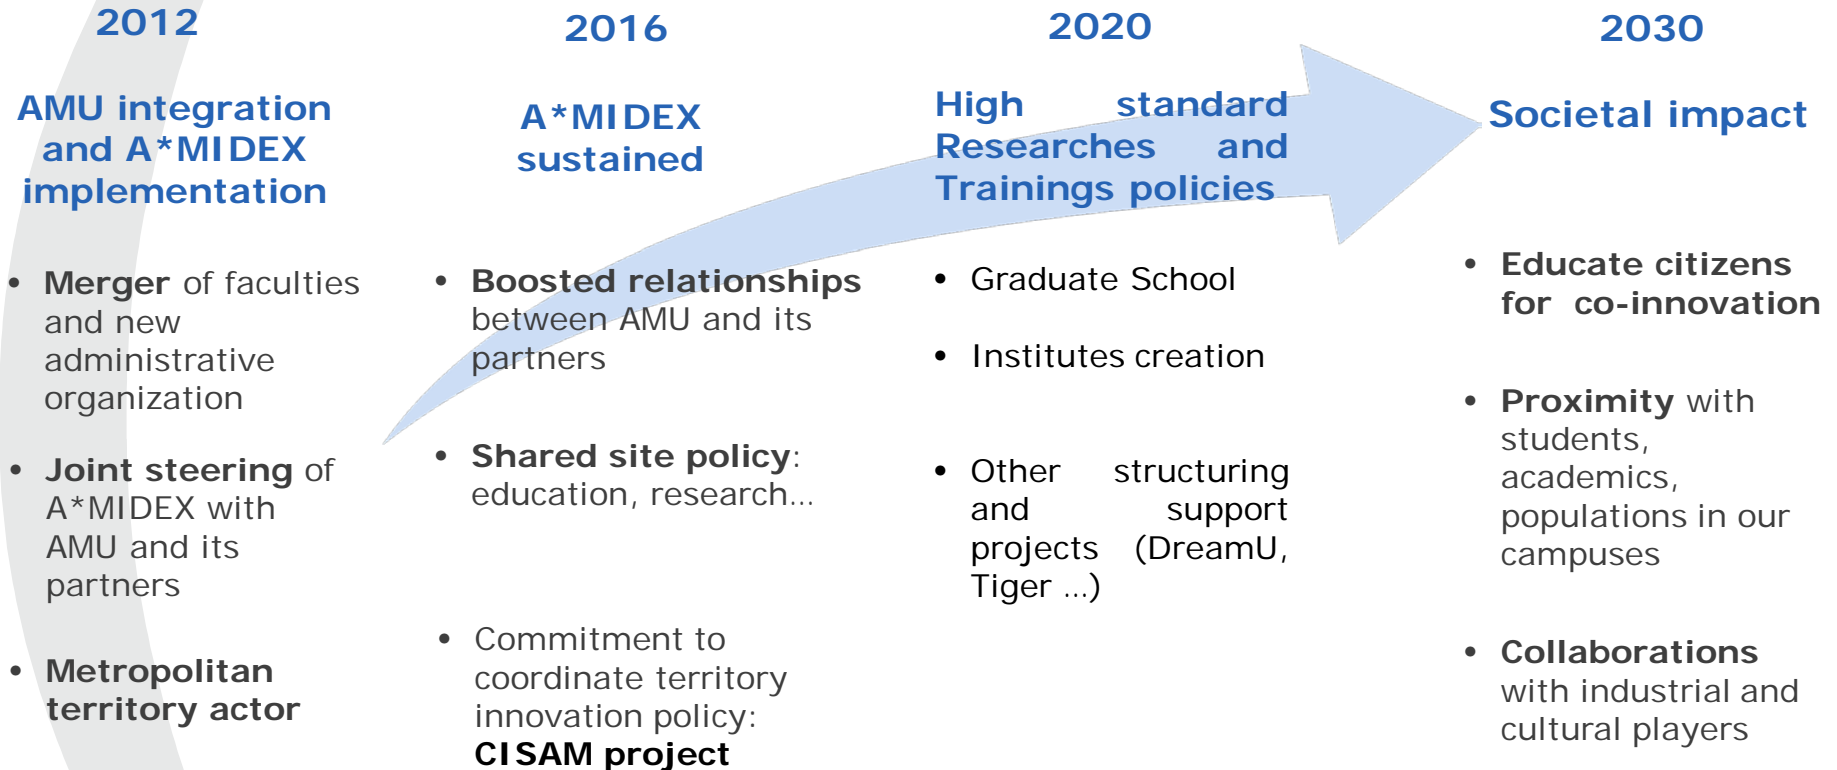 2012
AMU integration
and A*MIDEX
implementation
• Merger of faculties
and new
administrative
organization
• Joint steering of
A*MIDEX with
AMU and its
partners
• Metropolitan
territory actor
2016
A*MIDEX
sustained
• Boosted relationships
between AMU and its
partners
• Shared site policy:
education, research...
• Commitment to
coordinate territory
innovation policy:
CISAM project
2020
High standard
Researches and
Trainings policies
• Graduate School
• Institutes creation
• Other structuring
and support
projects (DreamU,
Tiger ...)
2030
Societal impact
• Educate citizens
for co-innovation
• Proximity with
students,
academics,
populations in our
campuses
• Collaborations
with industrial and
cultural players